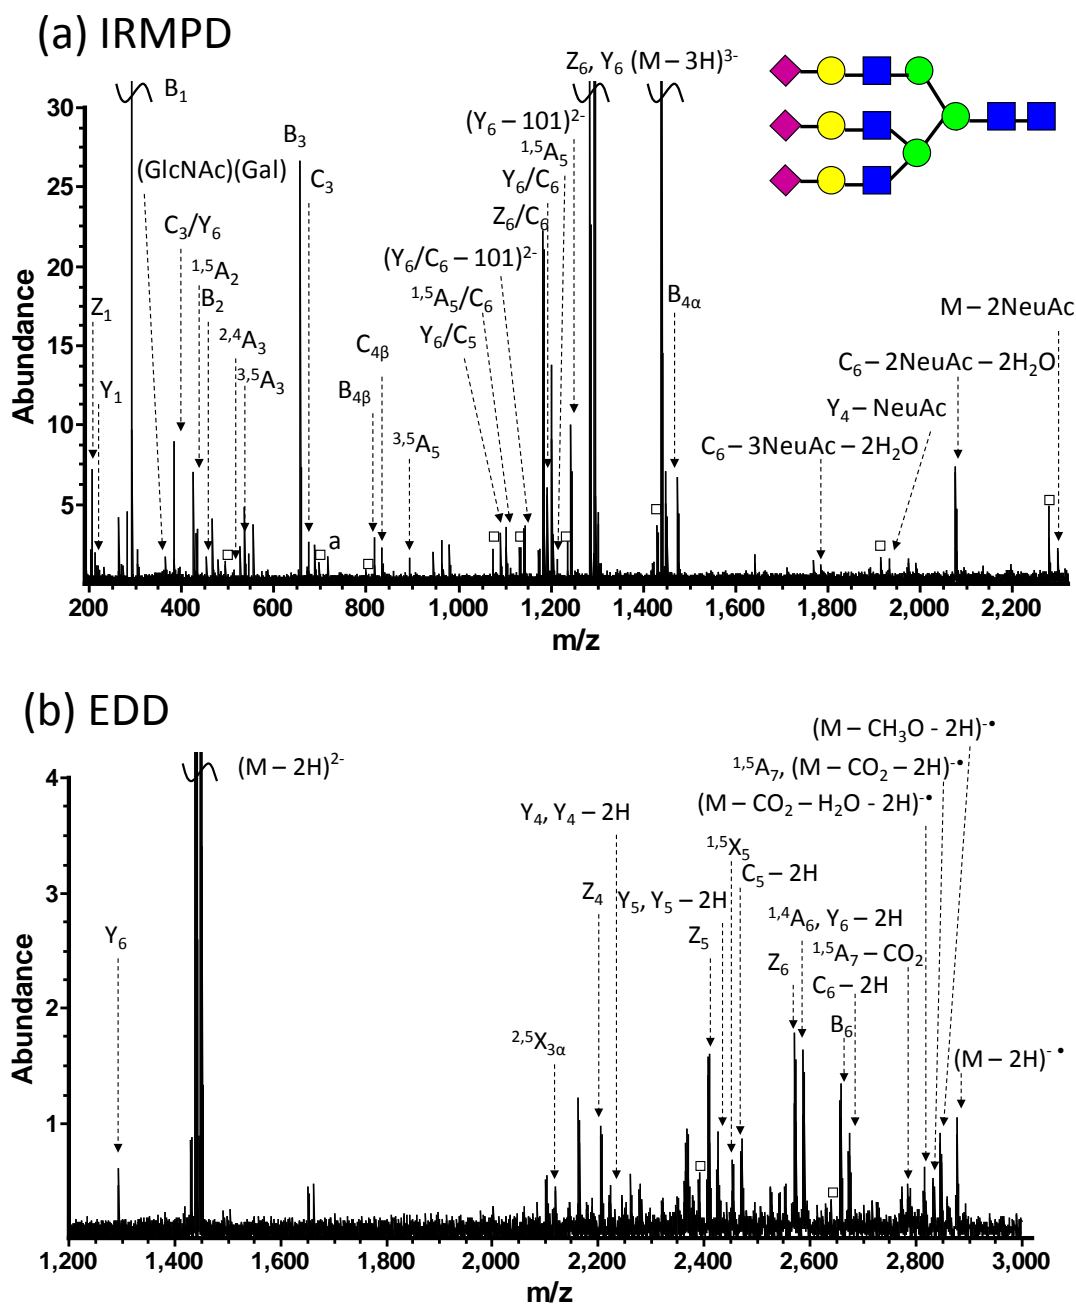 (a) IRMPD
Z₆, Y₆ (M – 3H)³⁻
B₁
30
(Y₆ – 101)²⁻
B₃
¹,⁵A₅
(GlcNAc)(Gal)
C₃
Y₆/C₆
25
C₃/Y₆
Z₆/C₆
(Y₆/C₆ – 101)²⁻
20
¹,⁵A₂
B₂
¹,⁵A₅/C₆
B₄α
M – 2NeuAc
Z₁
Y₆/C₅
15
²,⁴A₃
C₄β
C₆ – 2NeuAc – 2H₂O
Y₁
³,⁵A₃
B₄β
Y₄ – NeuAc
10
³,⁵A₅
C₆ – 3NeuAc – 2H₂O
5
a
Abundance
200 400 600 800 1,000 1,200 1,400 1,600 1,800 2,000 2,200
m/z
(b) EDD
(M – CH₃O - 2H)⁻•
4
(M – 2H)²⁻
¹,⁵A₇, (M – CO₂ – 2H)⁻•
(M – CO₂ – H₂O - 2H)⁻•
Y₄, Y₄ – 2H
¹,⁵X₅
C₅ – 2H
3
Z₄
Y₅, Y₅ – 2H
¹,⁴A₆, Y₆ – 2H
Y₆
Z₅
¹,⁵A₇ – CO₂
Z₆
C₆ – 2H
2
B₆
²,⁵X₃α
(M – 2H)⁻ •
1
Abundance
1,200 1,400 1,600 1,800 2,000 2,200 2,400 2,600 2,800 3,000
m/z